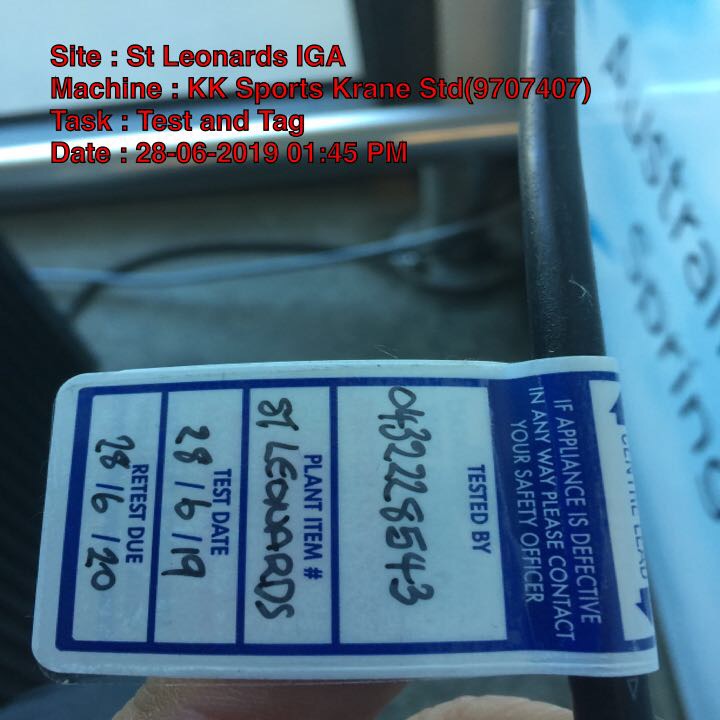 Site : St Leonards IGA
Machine : KK Sports Krane Std(9707407)
Task : Test and Tag
Date : 28-06-2019 01:45 PM
IF APPLIANCE IS DEFECTIVE
IN ANY WAY PLEASE CONTACT
YOUR SAFETY OFFICER
TESTED BY
0432228543
PLANT ITEM #
ST LEONARDS
TEST DATE
28/6/19
RETEST DUE
28/6/20
Spring